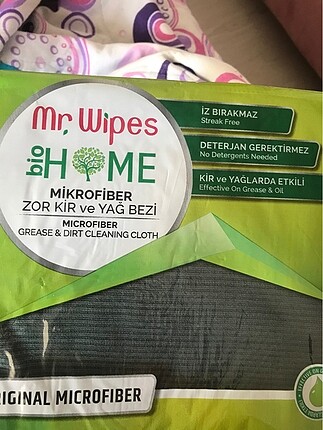 Mr. Wipes
bio HOME
MİKROFİBER
ZOR KİR ve YAĞ BEZİ
MICROFIBER
GREASE & DIRT CLEANING CLOTH
İZ BIRAKMAZ
Streak Free
DETERJAN GEREKTİRMEZ
No Detergents Needed
KİR ve YAĞLARDA ETKİLİ
Effective On Grease & Oil
RIGINAL MICROFIBER